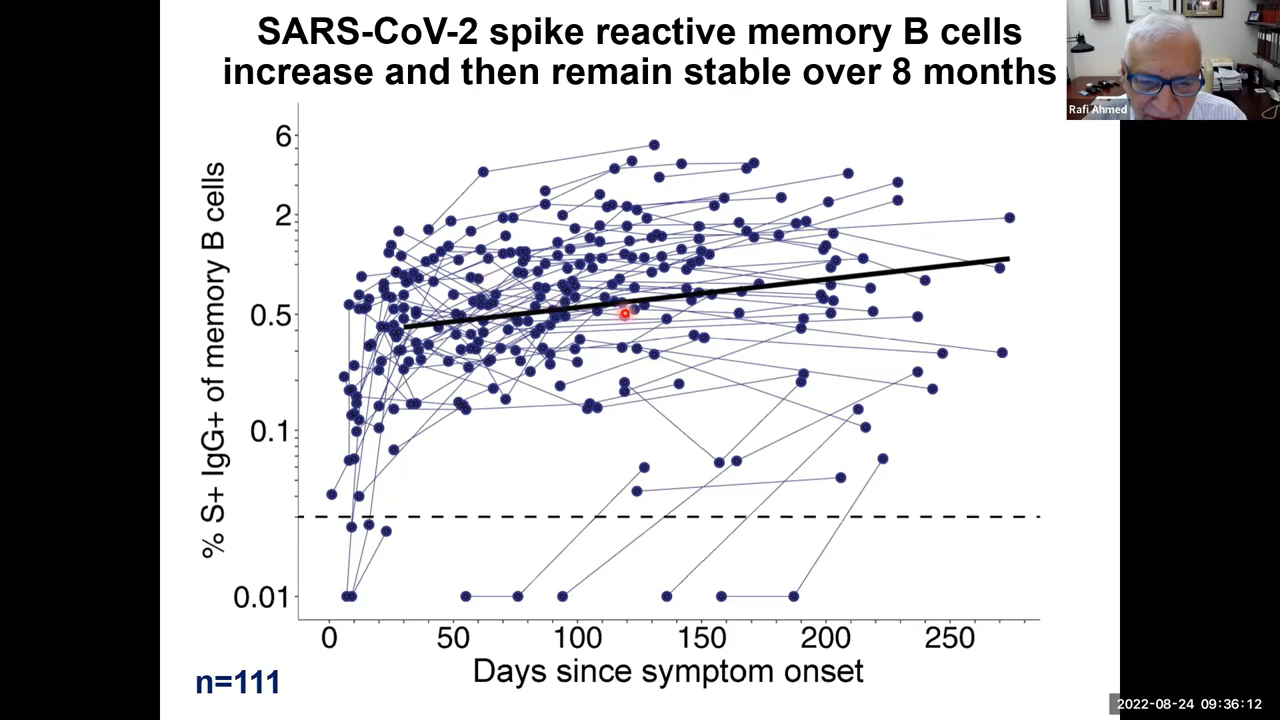 SARS-CoV-2 spike reactive memory B cells
increase and then remain stable over 8 months
Rafi Ahmed
% S+ IgG+ of memory B cells
6
2
0.5
0.1
0.01
0
50
100
150
200
250
Days since symptom onset
n=111
2022-08-24 09:36:12